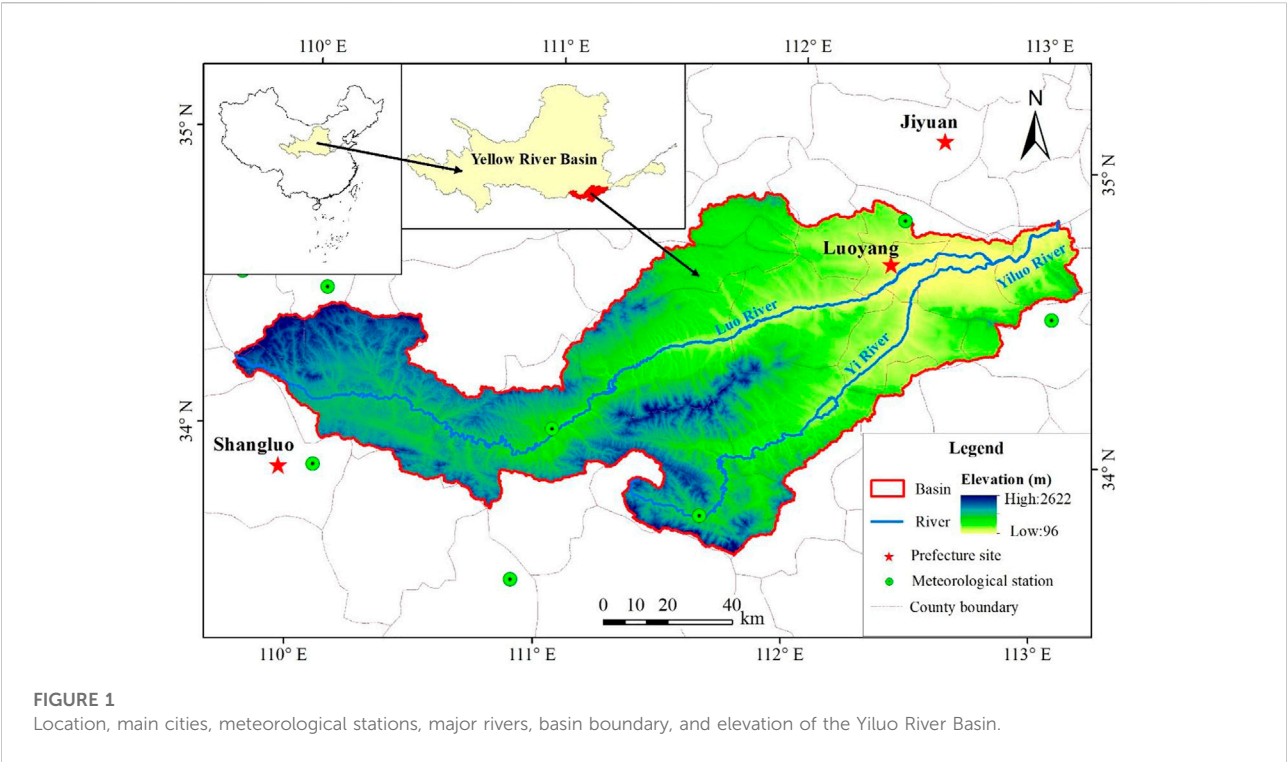 110° E
111° E
112° E
113° E
35° N
35° N
34° N
34° N
N
Jiyuan
Yellow River Basin
Luoyang
Yiluo River
Luo River
Yi River
Shangluo
Legend
Basin
River
Elevation (m)
High:2622
Low:96
Prefecture site
Meteorological station
County boundary
0 10 20 40
km
110° E
111° E
112° E
113° E
FIGURE 1
Location, main cities, meteorological stations, major rivers, basin boundary, and elevation of the Yiluo River Basin.